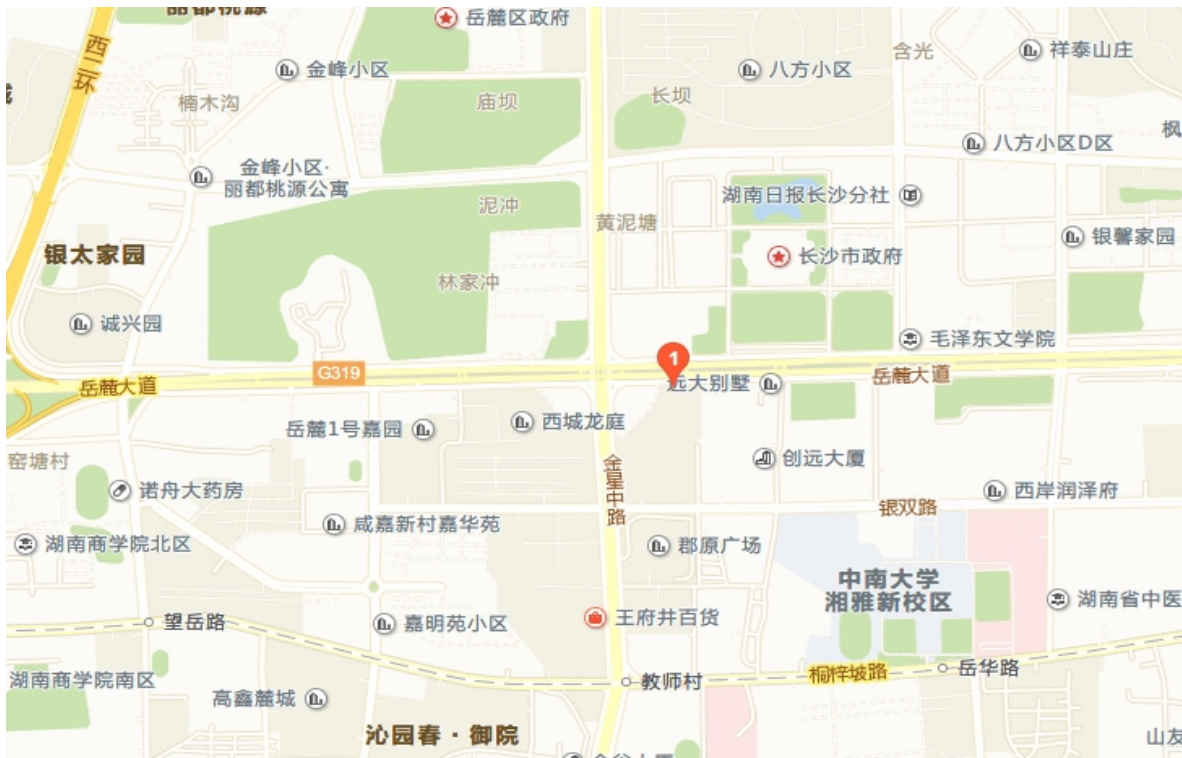 丽都桃源
岳麓区政府
西二环
金峰小区
八方小区
含光
祥泰山庄
楠木沟
庙坝
长坝
枫
八方小区D区
金峰小区·
丽都桃源公寓
泥冲
黄泥塘
湖南日报长沙分社
银馨家园
银太家园
长沙市政府
林家冲
诚兴园
毛泽东文学院
1
G319
岳麓大道
远大别墅
岳麓大道
岳麓1号嘉园
西城龙庭
窑塘村
金星中路
创远大厦
诺舟大药房
西岸润泽府
银双路
咸嘉新村嘉华苑
湖南商学院北区
郡原广场
中南大学
湘雅新校区
湖南省中医
望岳路
嘉明苑小区
王府井百货
湖南商学院南区
教师村
桐梓坡路
岳华路
高鑫麓城
沁园春·御院
山友